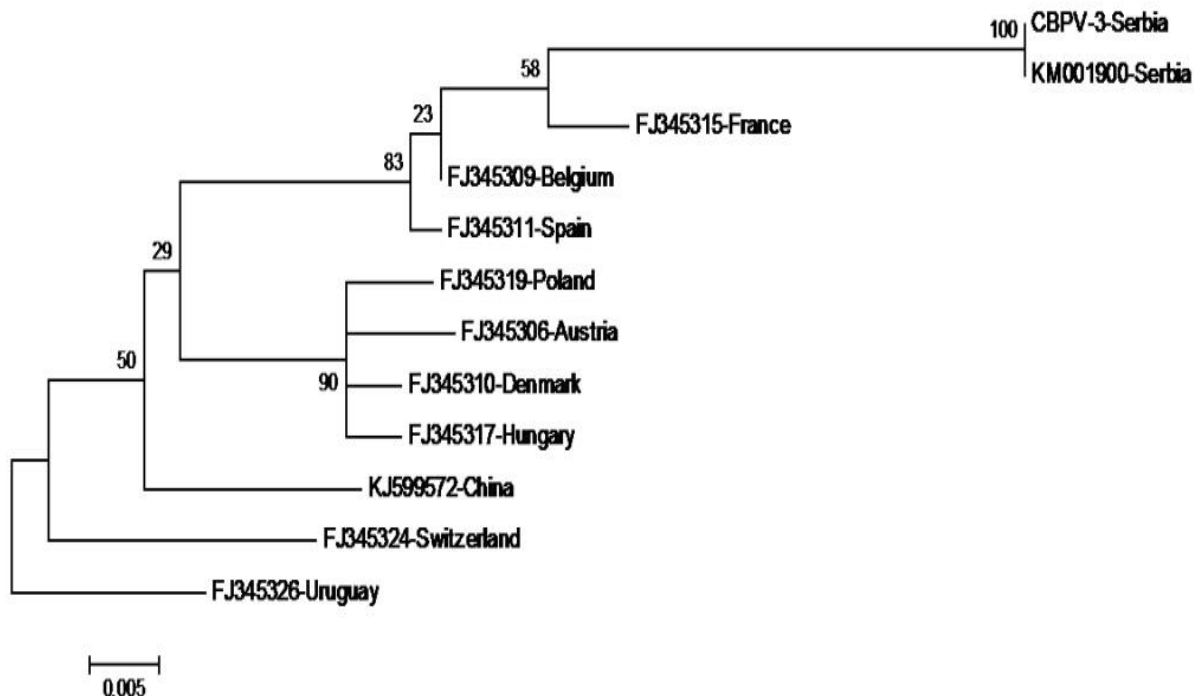 100 CBPV-3-Serbia
KM001900-Serbia
58
FJ345315-France
23
83
FJ345309-Belgium
FJ345311-Spain
29
FJ345319-Poland
FJ345306-Austria
50
90 FJ345310-Denmark
FJ345317-Hungary
KJ599572-China
FJ345324-Switzerland
FJ345326-Uruguay
0.005